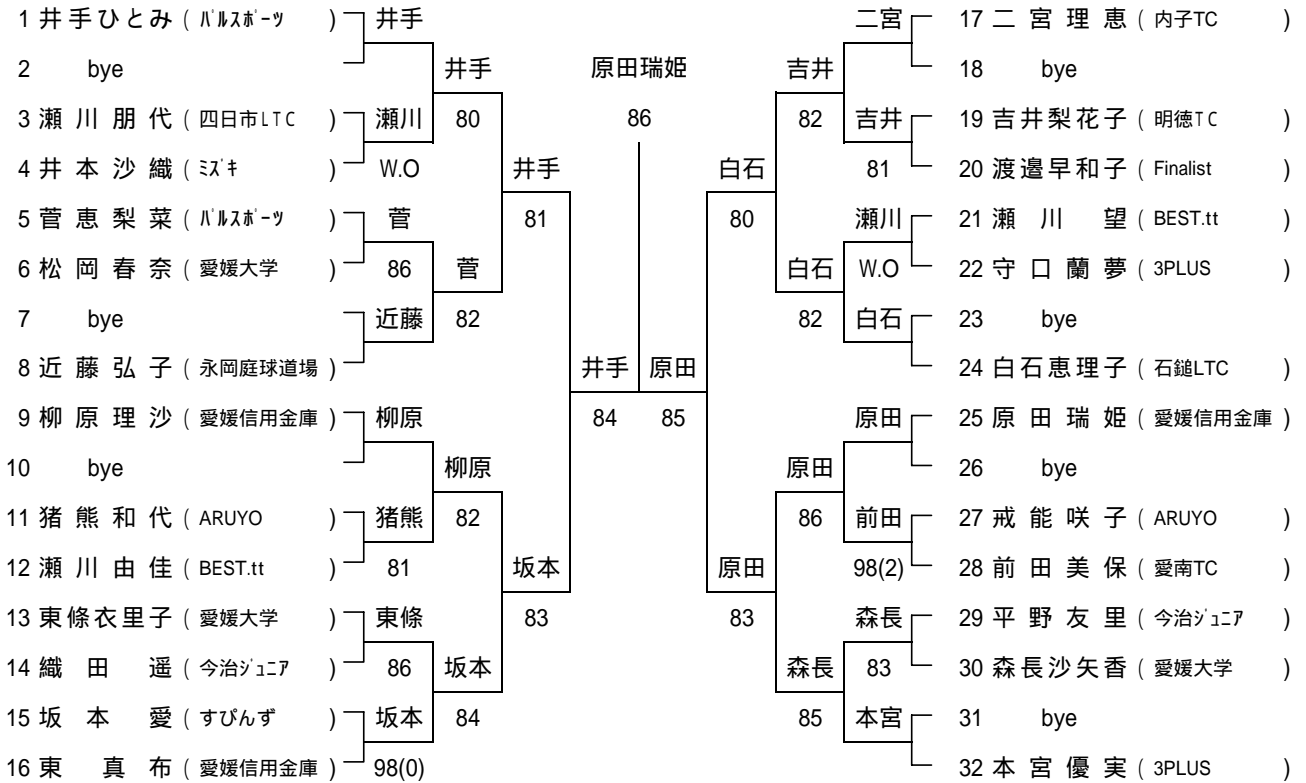 1 井手ひとみ ( パルスポーツ ) 井手 二宮 17 二宮理恵 ( 内子TC )
2 bye 井手 原田瑞姫 吉井 18 bye
3 瀬川朋代 ( 四日市LTC ) 瀬川 80 86 82 吉井 19 吉井梨花子 ( 明徳TC )
4 井本沙織 ( ミズキ ) W.O 井手 白石 81 20 渡邉早和子 ( Finalist )
5 菅恵梨菜 ( パルスポーツ ) 菅 81 80 瀬川 21 瀬川望 ( BEST.tt )
6 松岡春奈 ( 愛媛大学 ) 86 菅 白石 W.O 22 守口蘭夢 ( 3PLUS )
7 bye 近藤 82 82 白石 23 bye
8 近藤弘子 ( 永岡庭球道場 ) 井手 原田 24 白石恵理子 ( 石鎚LTC )
9 柳原理沙 ( 愛媛信用金庫 ) 柳原 84 85 原田 25 原田瑞姫 ( 愛媛信用金庫 )
10 bye 柳原 原田 26 bye
11 猪熊和代 ( ARUYO ) 猪熊 82 86 前田 27 戒能咲子 ( ARUYO )
12 瀬川由佳 ( BEST.tt ) 81 坂本 原田 98(2) 28 前田美保 ( 愛南TC )
13 東條衣里子 ( 愛媛大学 ) 東條 83 83 森長 29 平野友里 ( 今治ジュニア )
14 織田遥 ( 今治ジュニア ) 86 坂本 森長 83 30 森長沙矢香 ( 愛媛大学 )
15 坂本愛 ( すぴんず ) 坂本 84 85 本宮 31 bye
16 東真布 ( 愛媛信用金庫 ) 98(0) 32 本宮優実 ( 3PLUS )